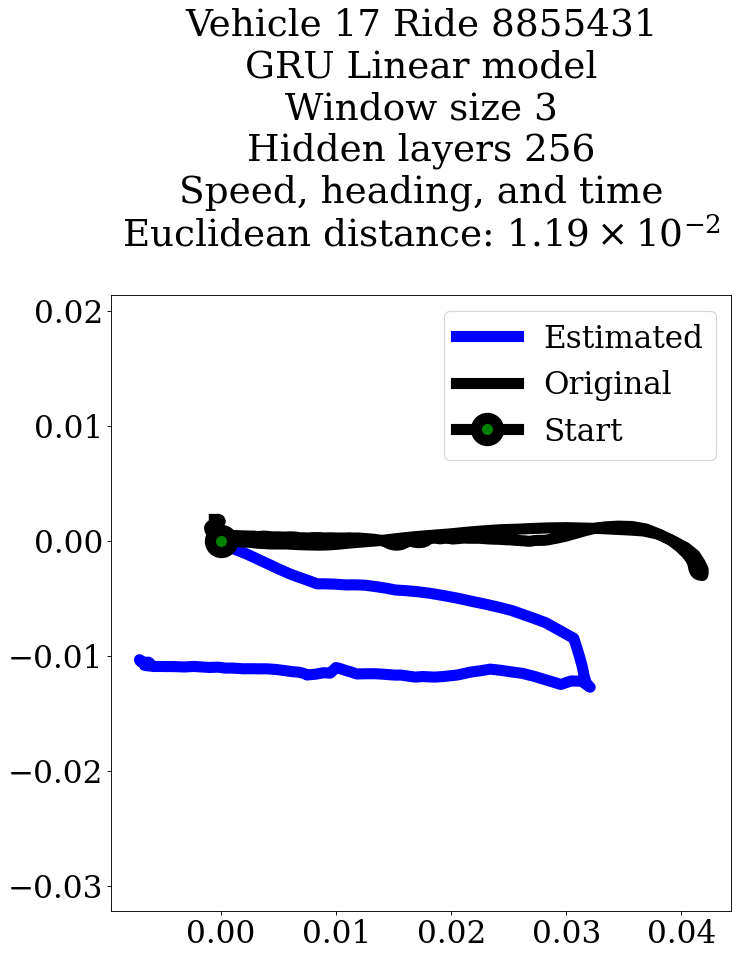 Vehicle 17 Ride 8855431
GRU Linear model
Window size 3
Hidden layers 256
Speed, heading, and time
Euclidean distance: 1.19 × 10⁻²
Estimated
Original
Start
0.02
0.01
0.00
−0.01
−0.02
−0.03
0.00 0.01 0.02 0.03 0.04